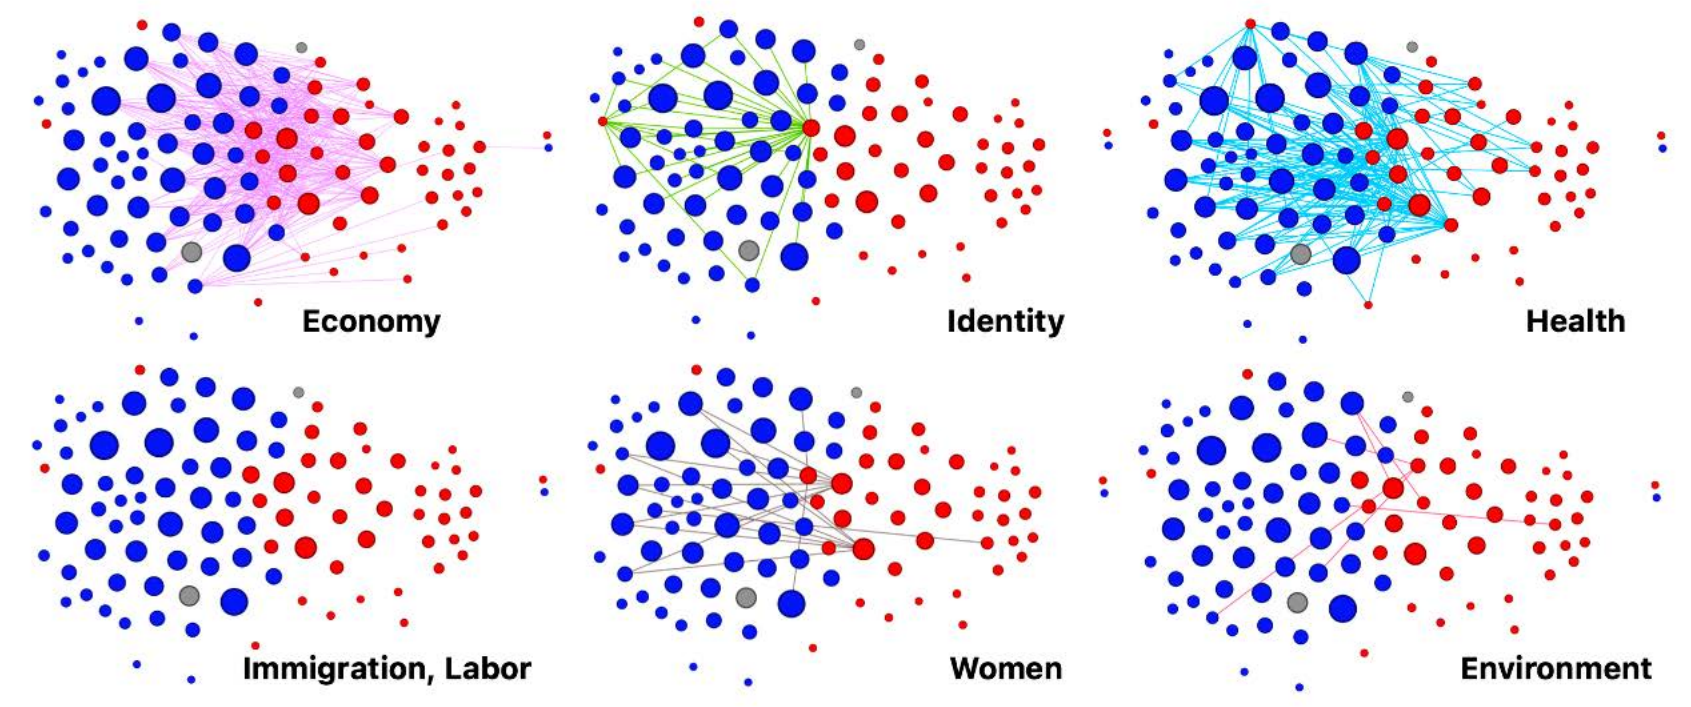 Economy
Identity
Health
Immigration, Labor
Women
Environment